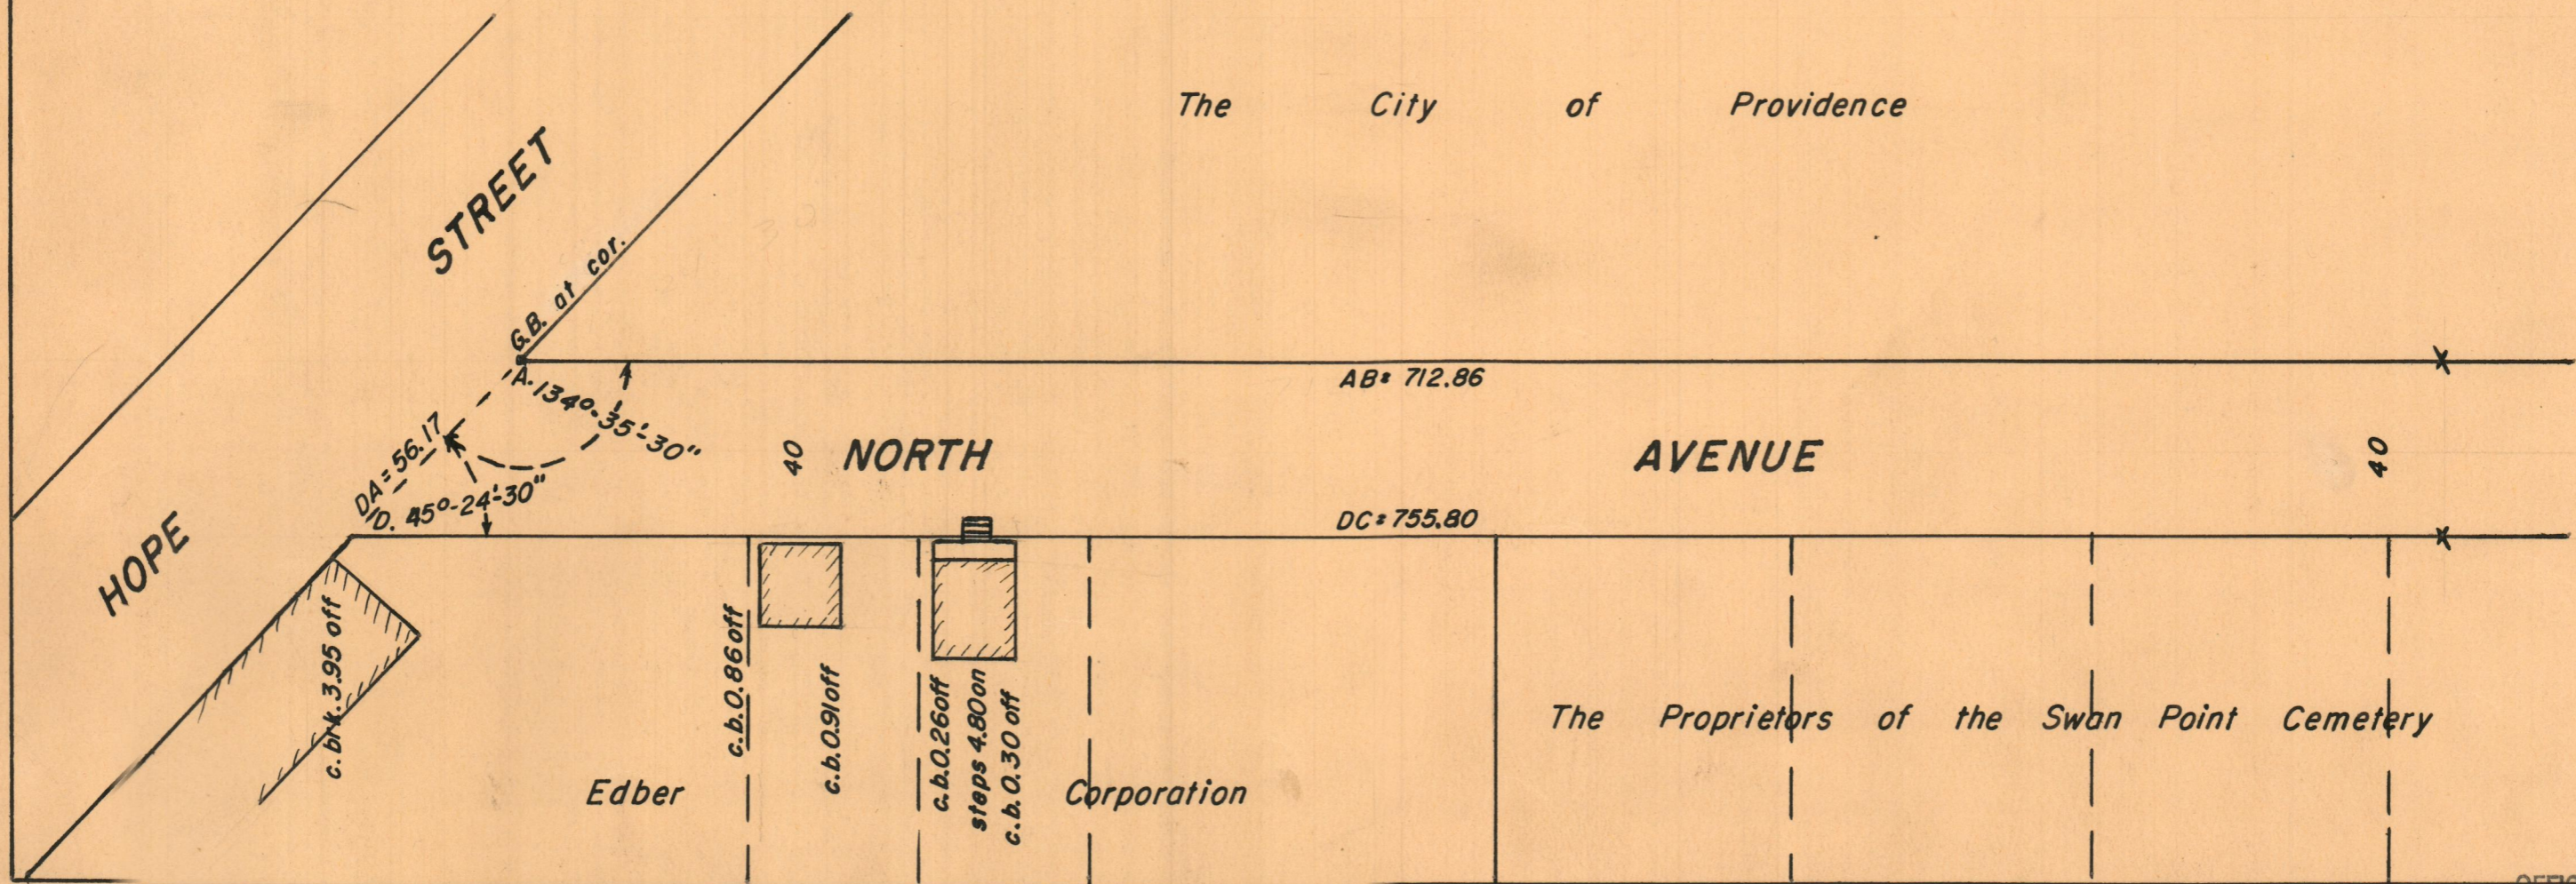 The City of Providence
HOPE STREET
G.B. at cor.
A. 134°-35'-30"
AB= 712.86
DA= 56.17
40 NORTH AVENUE 40
D. 45°-24'-30"
DC= 755.80
c. brk. 3.95 off
c.b. 0.86 off
c.b. 0.91 off
c.b. 0.26 off
steps 4.80 on
c.b. 0.30 off
The Proprietors of the Swan Point Cemetery
Edber Corporation